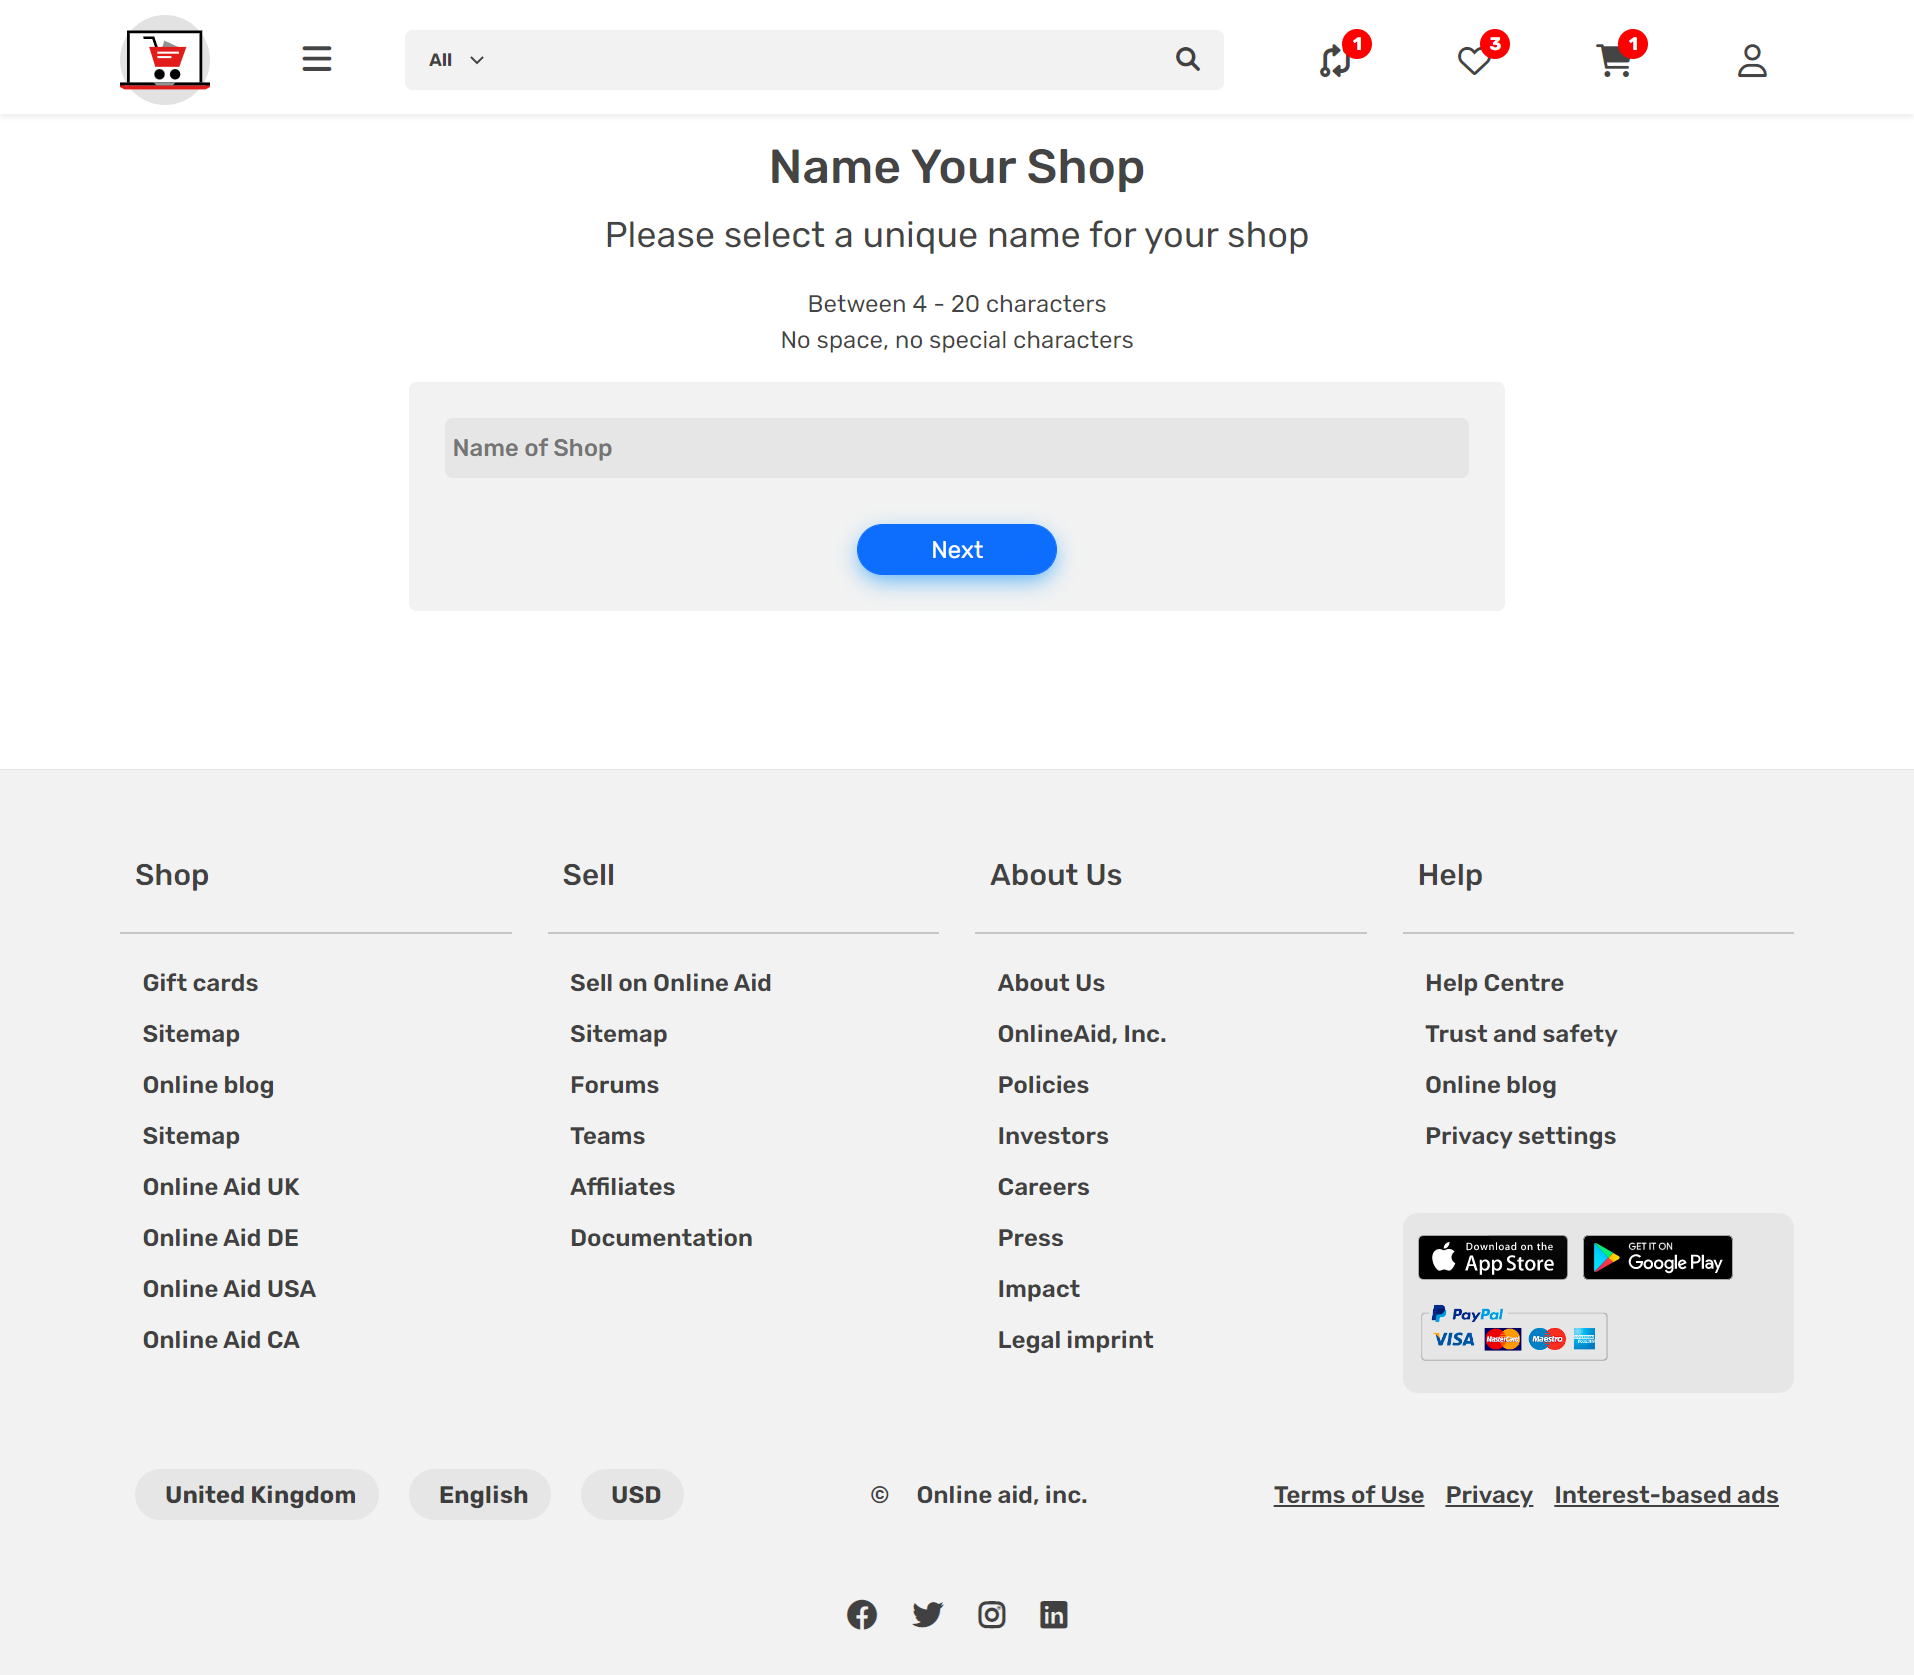 All
1
3
1
Name Your Shop
Please select a unique name for your shop
Between 4 - 20 characters
No space, no special characters
Name of Shop
Next
Shop
Gift cards
Sitemap
Online blog
Sitemap
Online Aid UK
Online Aid DE
Online Aid USA
Online Aid CA
Sell
Sell on Online Aid
Sitemap
Forums
Teams
Affiliates
Documentation
About Us
About Us
OnlineAid, Inc.
Policies
Investors
Careers
Press
Impact
Legal imprint
Help
Help Centre
Trust and safety
Online blog
Privacy settings
Download on the
App Store
GET IT ON
Google Play
PayPal
VISA MasterCard Maestro
United Kingdom English USD
© Online aid, inc.
Terms of Use Privacy Interest-based ads